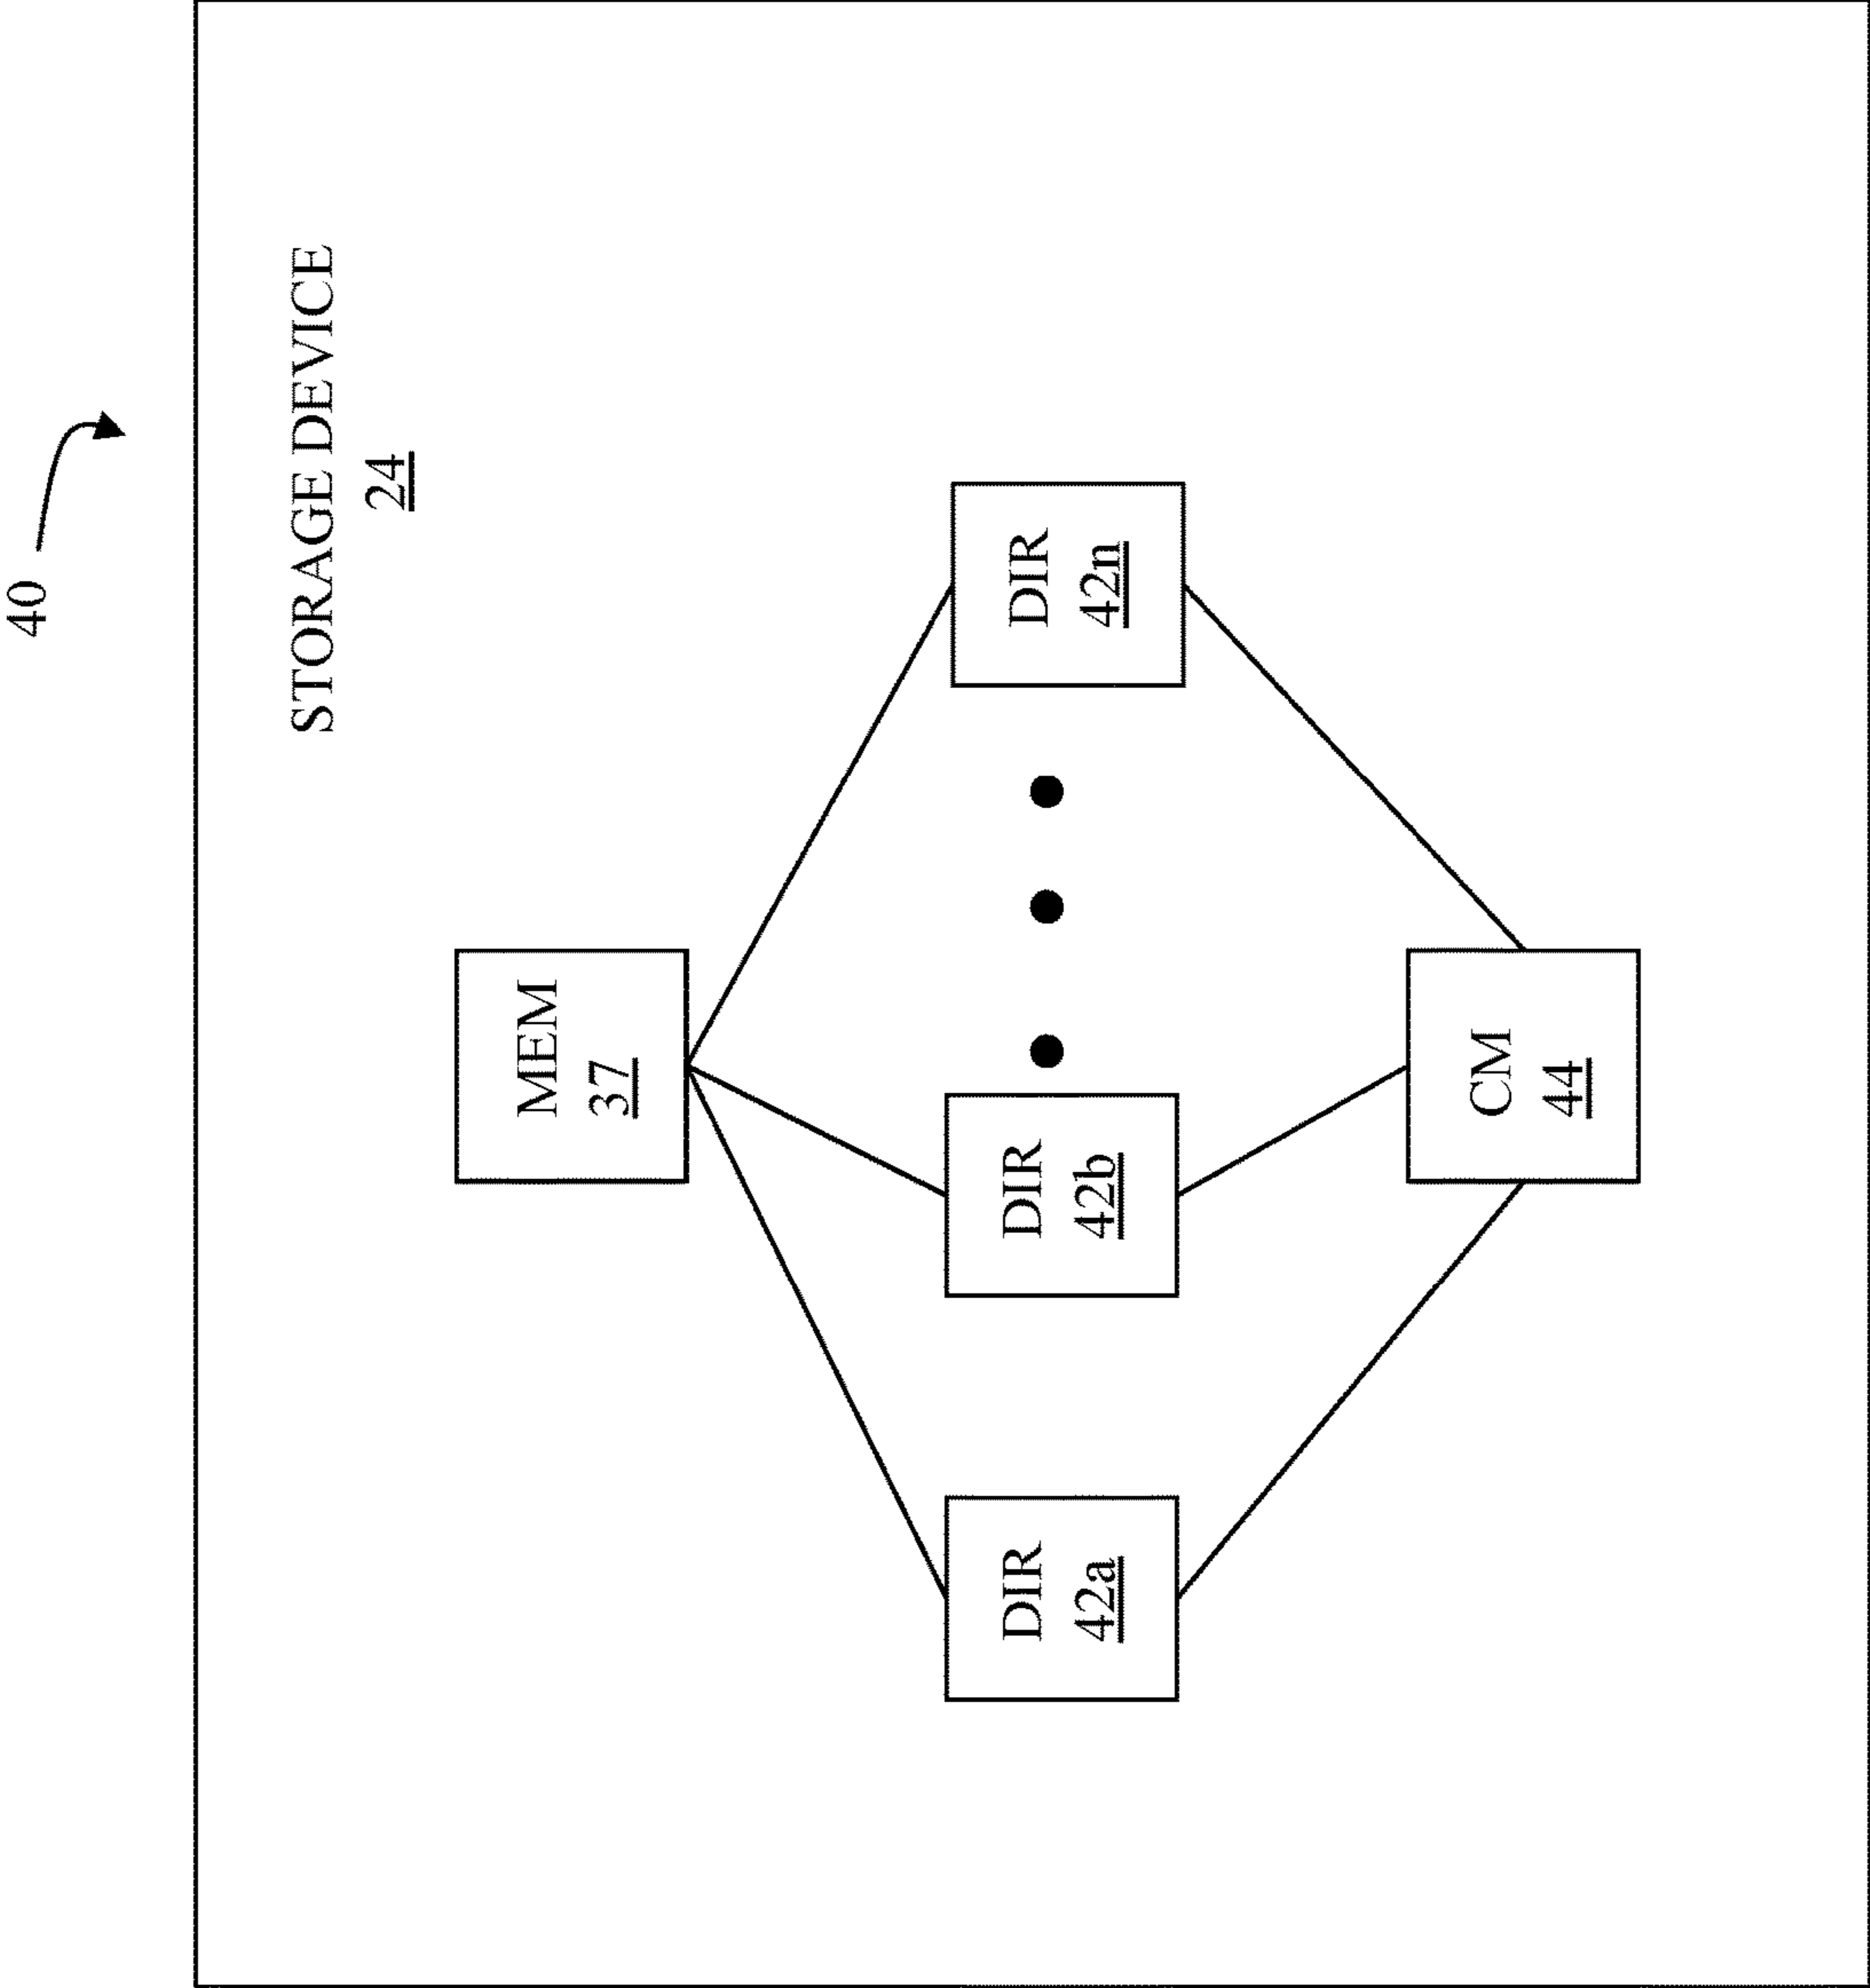 40
STORAGE DEVICE
24
MEM
37
DIR
42a
DIR
42b
DIR
42n
CM
44